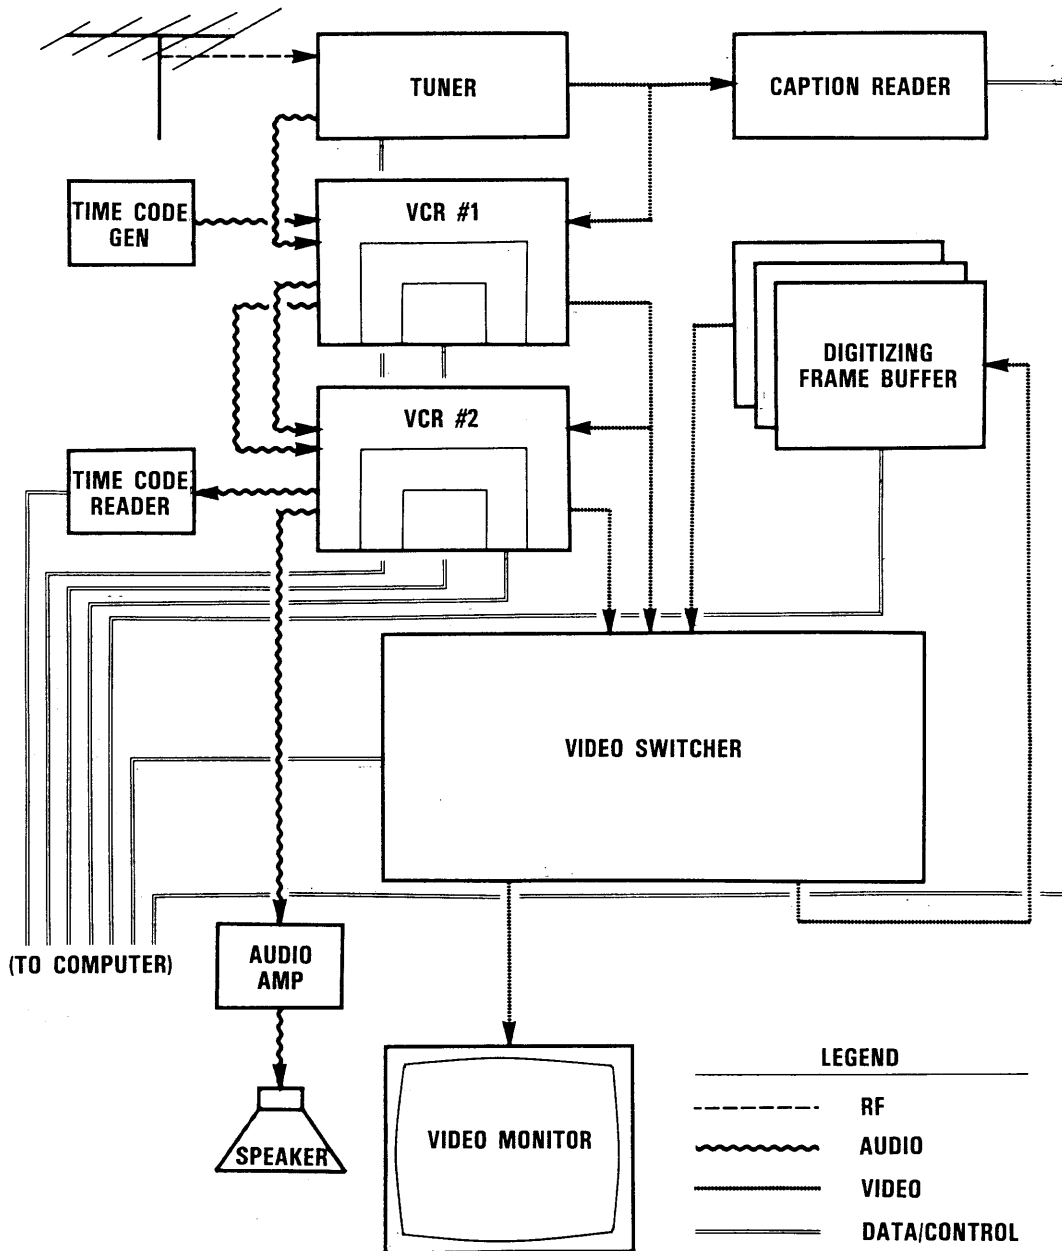 TUNER
CAPTION READER
TIME CODE
GEN
VCR #1
DIGITIZING
FRAME BUFFER
VCR #2
TIME CODE
READER
VIDEO SWITCHER
(TO COMPUTER)
AUDIO
AMP
SPEAKER
VIDEO MONITOR
LEGEND
RF
AUDIO
VIDEO
DATA/CONTROL